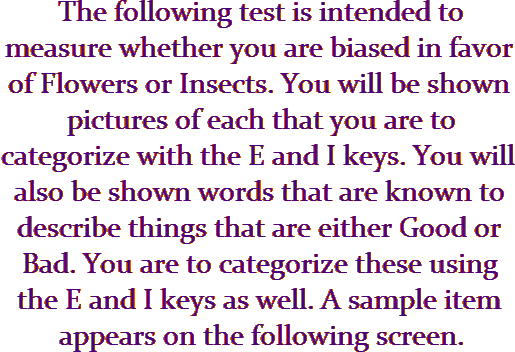 The following test is intended to
measure whether you are biased in favor
of Flowers or Insects. You will be shown
pictures of each that you are to
categorize with the E and I keys. You will
also be shown words that are known to
describe things that are either Good or
Bad. You are to categorize these using
the E and I keys as well. A sample item
appears on the following screen.